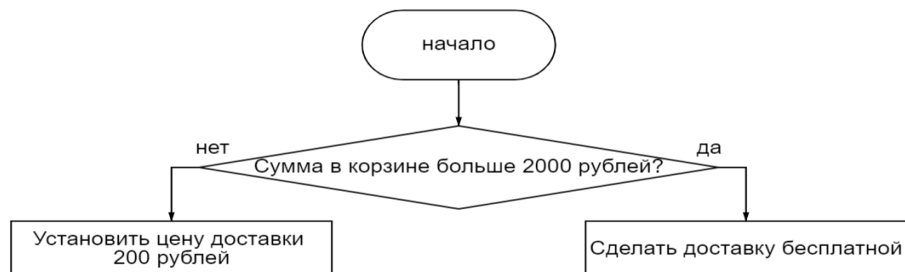 начало
нет
да
Сумма в корзине больше 2000 рублей?
Установить цену доставки
200 рублей
Сделать доставку бесплатной